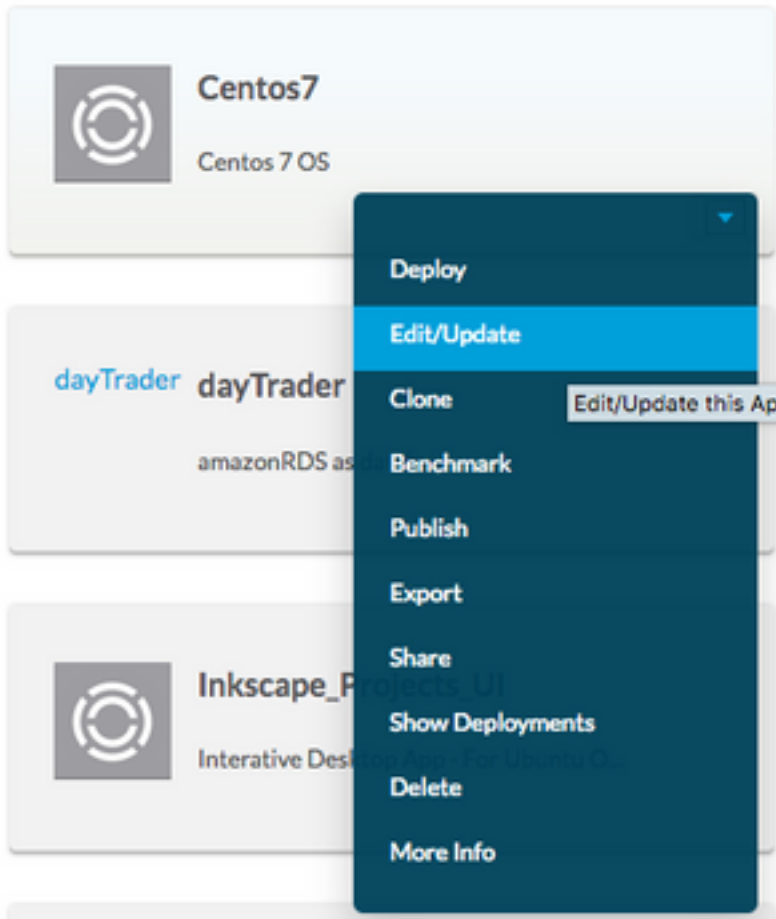 Centos7
Centos 7 OS
Deploy
Edit/Update
dayTrader
dayTrader
Clone
Edit/Update this Ap
amazonRDS as da
Benchmark
Publish
Export
Share
Inkscape_Projects_UI
Show Deployments
Interative Desktop App - For Ubuntu O...
Delete
More Info